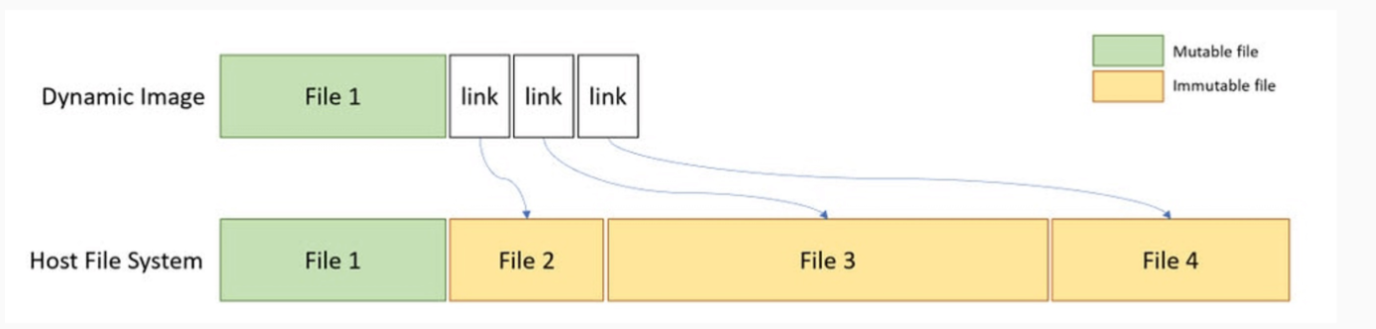 Mutable file
Immutable file
Dynamic Image
File 1
link
link
link
Host File System
File 1
File 2
File 3
File 4